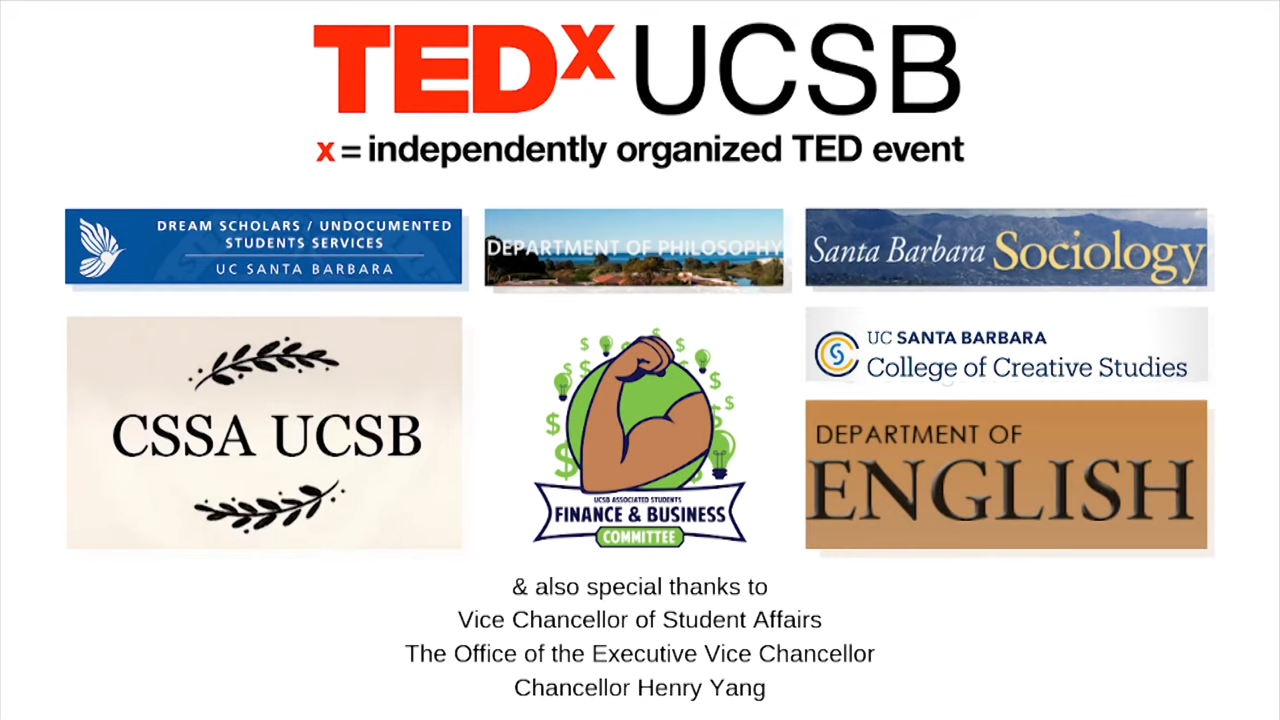 TEDx UCSB
x = independently organized TED event
DREAM SCHOLARS / UNDOCUMENTED
STUDENTS SERVICES
UC SANTA BARBARA
DEPARTMENT OF PHILOSOPHY
Santa Barbara Sociology
CSSA UCSB
UCSB ASSOCIATED STUDENTS
FINANCE & BUSINESS
COMMITTEE
UC SANTA BARBARA
College of Creative Studies
DEPARTMENT OF
ENGLISH
& also special thanks to
Vice Chancellor of Student Affairs
The Office of the Executive Vice Chancellor
Chancellor Henry Yang